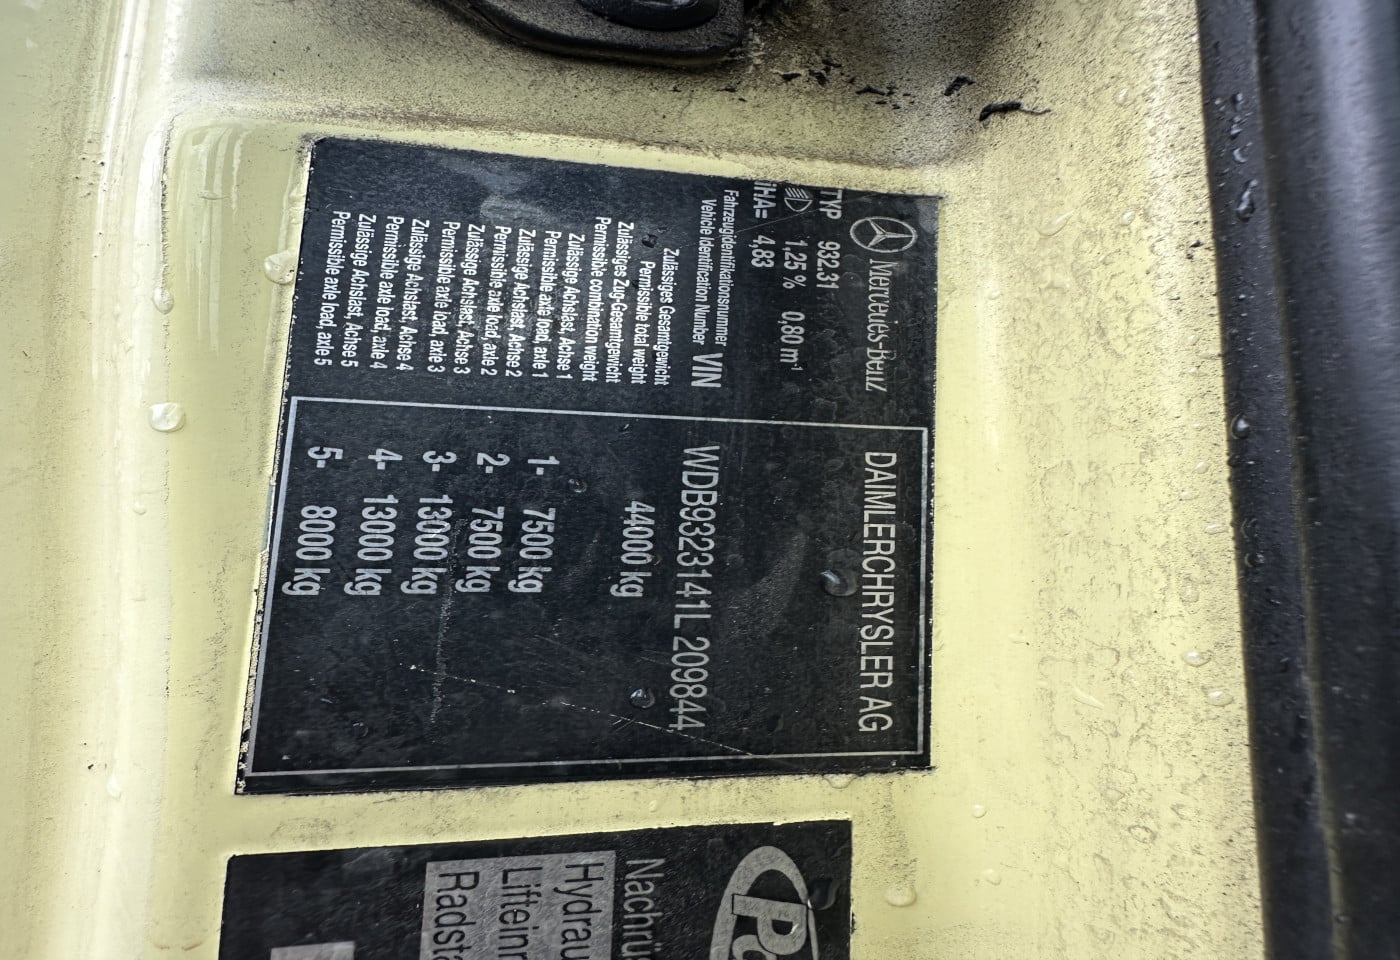 Mercedes-Benz DAIMLERCHRYSLER AG
TYP 932.31
1,25 % 0,80 m⁻¹
iHA= 4,83
Fahrzeugidentifikationsnummer
Vehicle Identification Number VIN WDB9323141L 209844
Zulässiges Gesamtgewicht
Permissible total weight 44000 kg
Zulässiges Zug-Gesamtgewicht
Permissible combination weight
Zulässige Achslast, Achse 1
Permissible axle load, axle 1 1- 7500 kg
Zulässige Achslast, Achse 2
Permissible axle load, axle 2 2- 7500 kg
Zulässige Achslast, Achse 3
Permissible axle load, axle 3 3- 13000 kg
Zulässige Achslast, Achse 4
Permissible axle load, axle 4 4- 13000 kg
Zulässige Achslast, Achse 5
Permissible axle load, axle 5 5- 8000 kg
Nachrüs
Hydrau
Lifteinr
Radsta